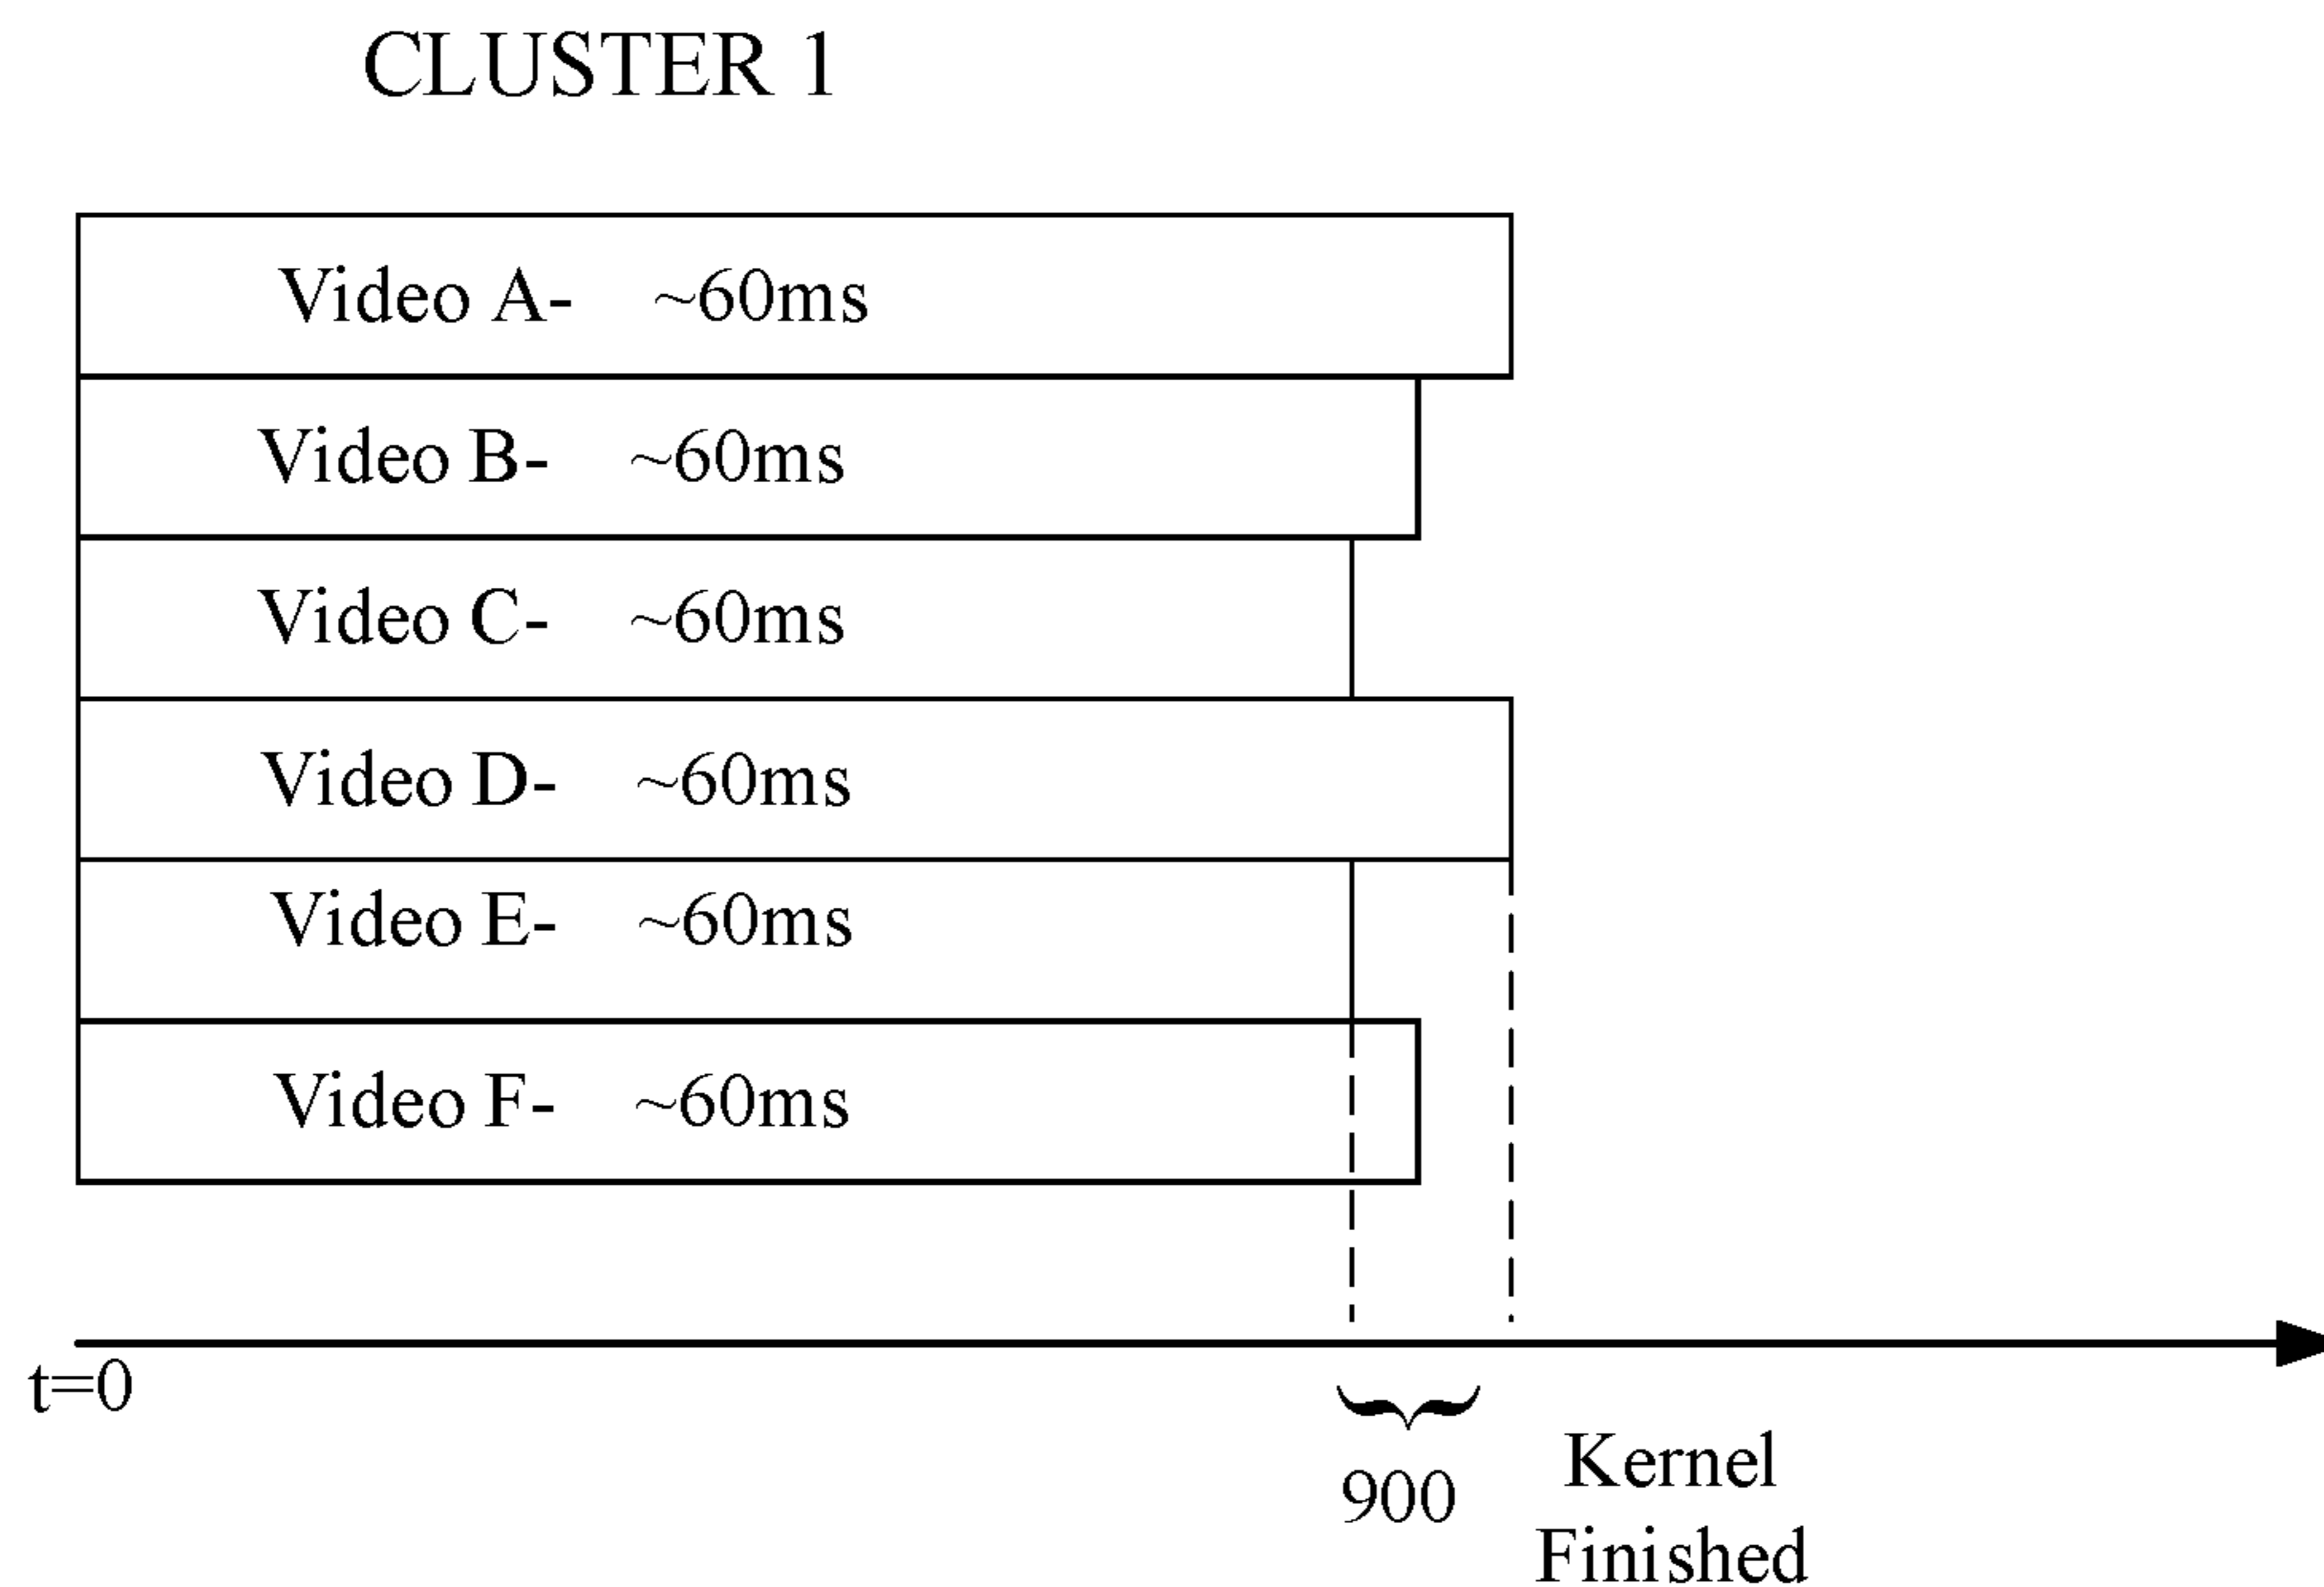 CLUSTER 1
Video A- ~60ms
Video B- ~60ms
Video C- ~60ms
Video D- ~60ms
Video E- ~60ms
Video F- ~60ms
t=0
900
Kernel
Finished